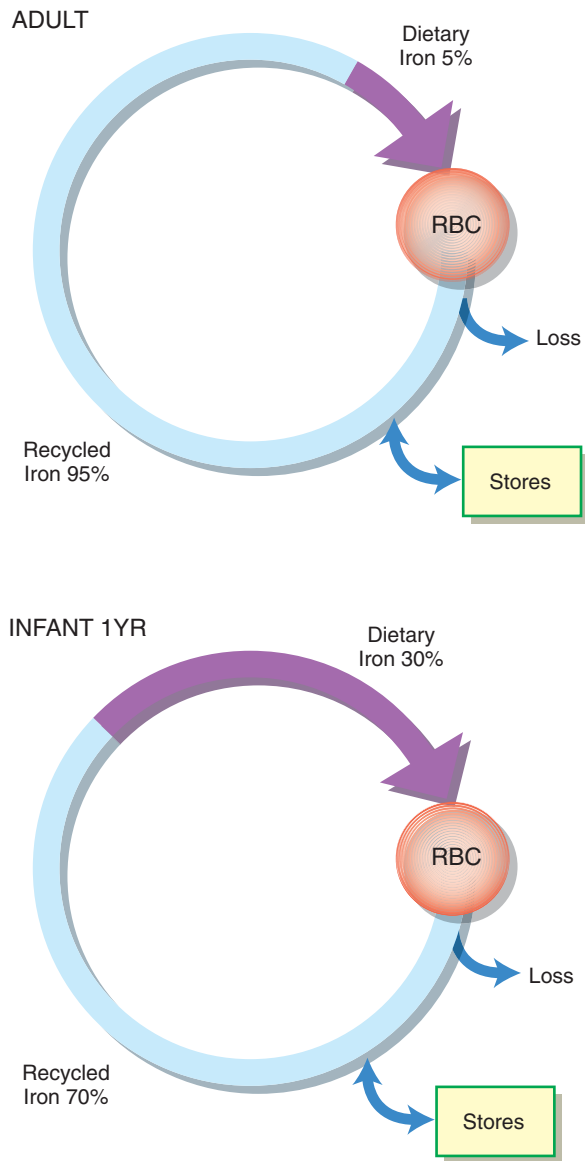 ADULT
Dietary
Iron 5%
RBC
Loss
Recycled
Iron 95%
Stores
INFANT 1YR
Dietary
Iron 30%
RBC
Loss
Recycled
Iron 70%
Stores